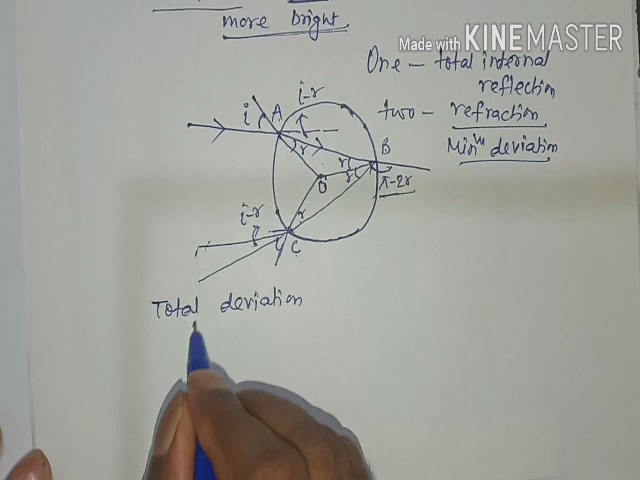 more bright
Made with KINEMASTER
One - total internal
reflection
two - refraction
Minᵐ deviation
i
A
i-r
r
r
B
r
O
π-2r
i-r
r
i
C
Total deviation